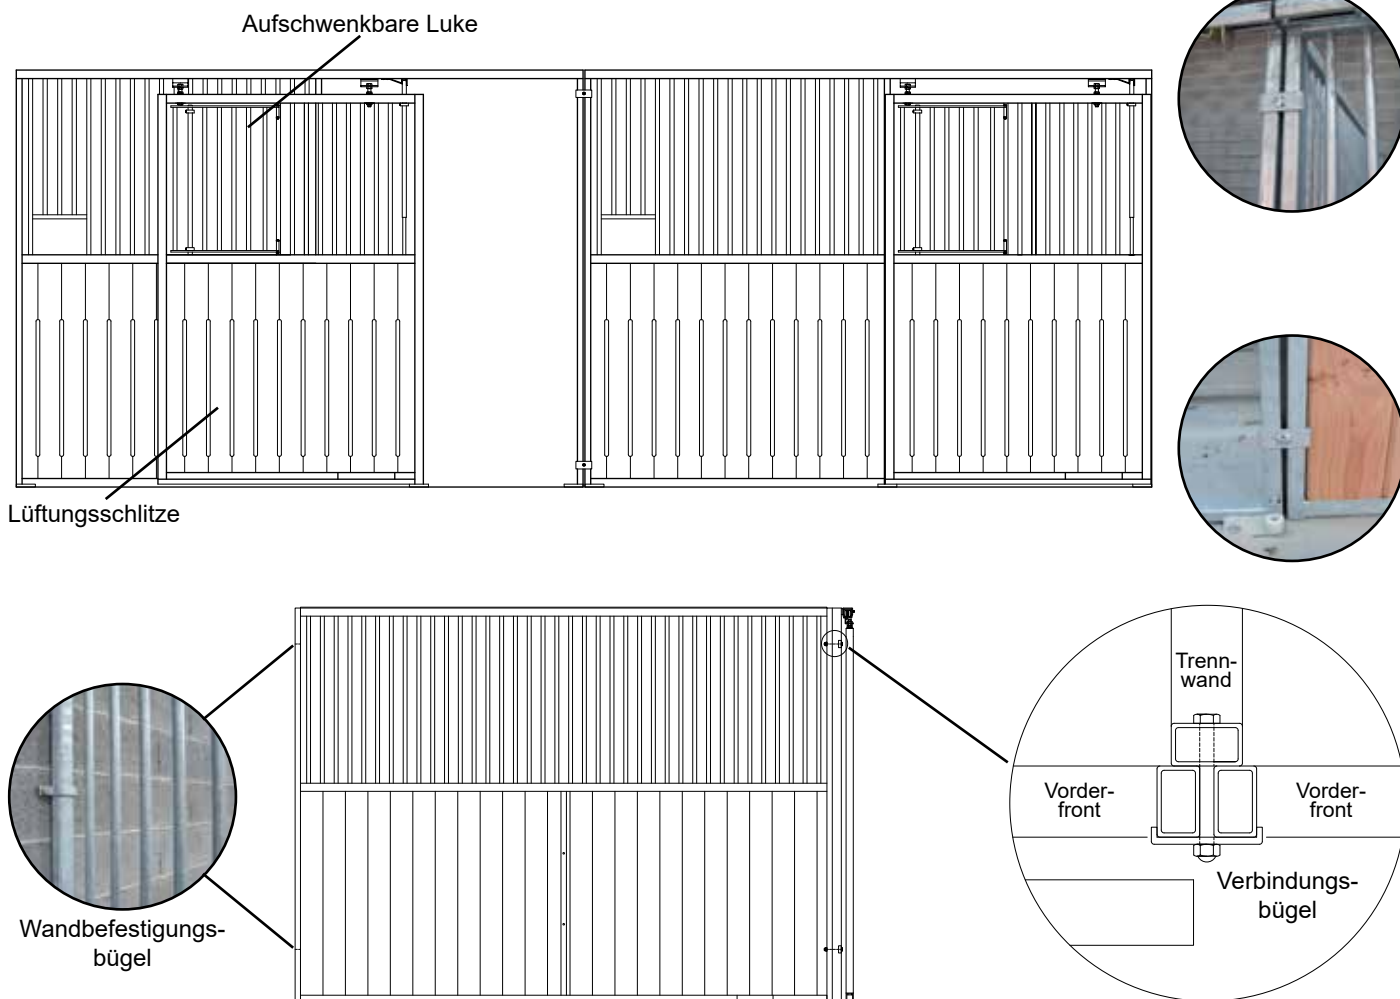 Aufschwenkbare Luke
Lüftungsschlitze
Trenn-
wand
Vorder-
front
Vorder-
front
Verbindungs-
bügel
Wandbefestigungs-
bügel